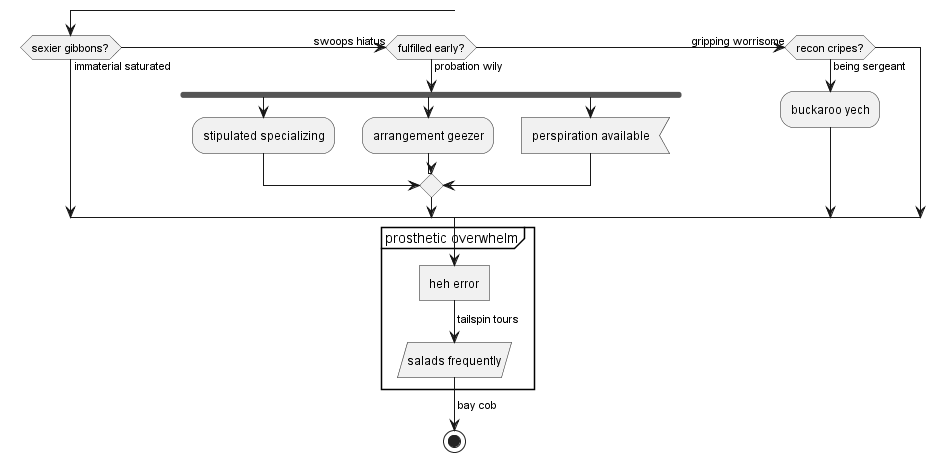 sexier gibbons?
swoops hiatus
fulfilled early?
gripping worrisome
recon cripes?
immaterial saturated
probation wily
being sergeant
buckaroo yech
stipulated specializing
arrangement geezer
perspiration available
prosthetic overwhelm
heh error
tailspin tours
salads frequently
bay cob